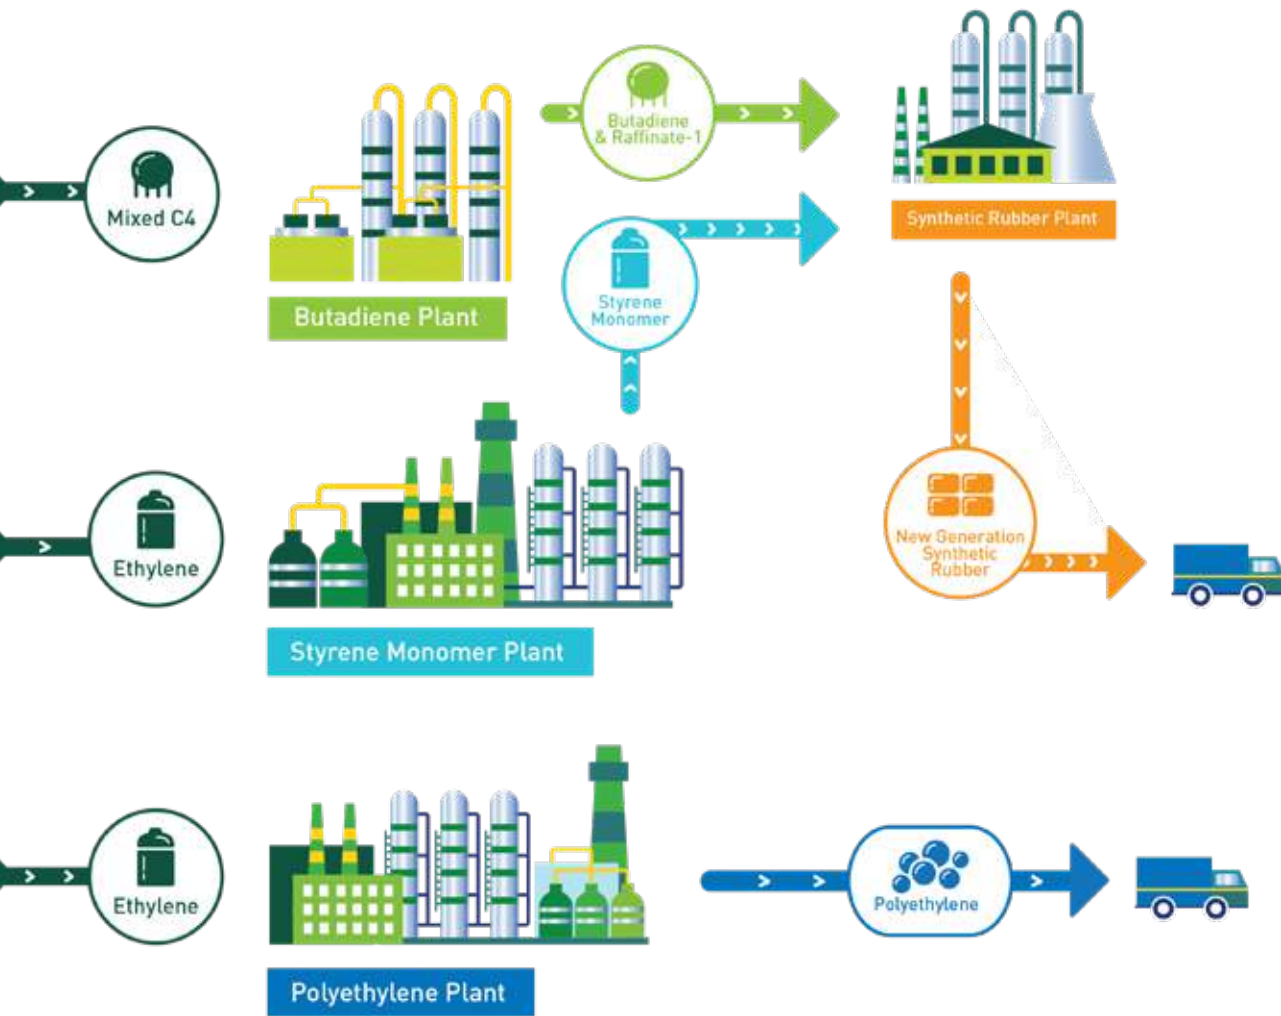 Butadiene
& Raffinate-1
Mixed C4
Synthetic Rubber Plant
Styrene
Monomer
Butadiene Plant
New Generation
Synthetic
Rubber
Ethylene
Styrene Monomer Plant
Ethylene
Polyethylene
Polyethylene Plant